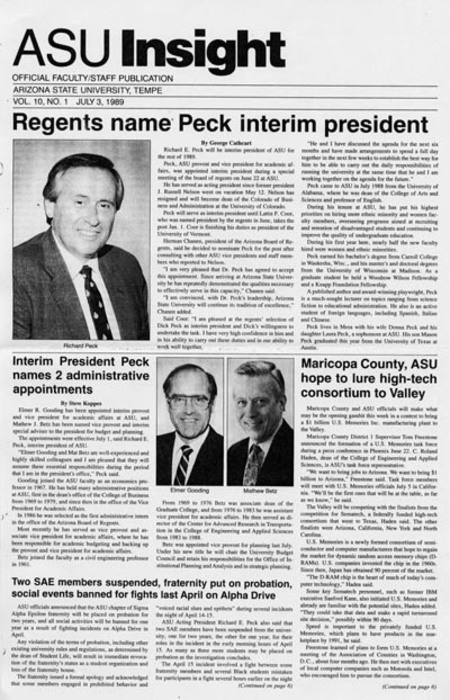 ASU Insight
OFFICIAL FACULTY/STAFF PUBLICATION
ARIZONA STATE UNIVERSITY, TEMPE
VOL. 10, NO. 1 JULY 3, 1989
Regents name Peck interim president
By George Cathcart
Richard E. Peck will be interim president of ASU for
the rest of 1989.
Peck, ASU provost and vice president for academic af-
fairs, was appointed interim president during a special
meeting of the board of regents on June 22 at ASU.
He has served as acting president since former president
J. Russell Nelson went on vacation May 12. Nelson has
resigned and will become dean of the Colorado of Busi-
ness and Administration at the University of Colorado.
Peck will serve as interim president until Lattie F. Coor,
who was named president by the regents in June, takes the
post Jan. 1. Coor is finishing his duties as president of the
University of Vermont.
Herman Chanen, president of the Arizona Board of Re-
gents, said he decided to nominate Peck for the post after
consulting with other ASU vice presidents and staff mem-
bers who reported to Nelson.
"I am very pleased that Dr. Peck has agreed to accept
this appointment. Since arriving at Arizona State Univer-
sity he has repeatedly demonstrated the qualities necessary
to effectively serve in this capacity," Chanen said.
"I am convinced, with Dr. Peck's leadership, Arizona
State University will continue its tradition of excellence,"
Chanen added.
Said Coor: "I am pleased at the regents' selection of
Dick Peck as interim president and Dick's willingness to
undertake the task. I have very high confidence in him and
in his ability to carry out these duties and in our ability to
work well together.
"He and I have discussed the agenda for the next six
months and have made arrangements to spend a full day
together in the next few weeks to establish the best way for
him to be able to carry out the daily responsibilities of
running the university at the same time that he and I are
working together on the agenda for the future."
Peck came to ASU in July 1988 from the University of
Alabama, where he was dean of the College of Arts and
Sciences and professor of English.
During his tenure at ASU, he has put his highest
priorities on hiring more ethnic minority and women fac-
ulty members, overseeing programs aimed at recruiting
and retention of disadvantaged students and continuing to
improve the quality of undergraduate education.
During his first year here, nearly half the new faculty
hired were women and ethnic minorities.
Peck earned his bachelor's degree from Carroll College
in Waukesha, Wisc., and his master's and doctoral degrees
from the University of Wisconsin at Madison. As a
graduate student he held a Woodrow Wilson Fellowship
and a Knapp Foundation Fellowship.
A published author and award-winning playwright, Peck
is a much-sought lecturer on topics ranging from science
fiction to educational administration. He also is an active
student of foreign languages, including Spanish, Italian
and Chinese.
Peck lives in Mesa with his wife Donna Peck and his
daughter Laura Peck, a sophomore at ASU. His son Mason
Peck graduated this year from the University of Texas at
Austin.
Richard Peck
Interim President Peck
names 2 administrative
appointments
By Steve Koppes
Elmer R. Gooding has been appointed interim provost
and vice president for academic affairs at ASU, and
Mathew J. Betz has been named vice provost and interim
special adviser to the president for budget and planning.
The appointments were effective July 1, said Richard E.
Peck, interim president of ASU.
"Elmer Gooding and Mat Betz are well-experienced and
highly skilled colleagues and I am pleased that they will
assume these essential responsibilities during the period
that I am in the president's office," Peck said.
Gooding joined the ASU faculty as an economics pro-
fessor in 1967. He has held many administrative positions
at ASU, first in the dean's office of the College of Business
from 1969 to 1979, and since then in the office of the Vice
President for Academic Affairs.
In 1986 he was selected as the first administrative intern
in the office of the Arizona Board of Regents.
Most recently he has served as vice provost and as-
sociate vice president for academic affairs, where he has
been responsible for academic budgeting and backing up
the provost and vice president for academic affairs.
Betz joined the faculty as a civil engineering professor
in 1961.
Elmer Gooding Mathew Betz
From 1969 to 1976 Betz was associate dean of the
Graduate College, and from 1976 to 1983 he was assistant
vice president for academic affairs. He then served as di-
rector of the Center for Advanced Research in Transporta-
tion in the College of Engineering and Applied Sciences
from 1983 to 1988.
Betz was appointed vice provost for planning last July.
Under his new title he will chair the University Budget
Council and retain his responsibilities for the Office of In-
stitutional Planning and Analysis and in strategic planning.
Maricopa County, ASU
hope to lure high-tech
consortium to Valley
Maricopa County and ASU officials will make what
may be the opening gambit this week in a contest to bring
a $1 billion U.S. Memories Inc. manufacturing plant to
the Valley.
Maricopa County District 1 Supervisor Tom Freestone
announced the formation of a U.S. Memories task force
during a press conference in Phoenix June 22. C. Roland
Haden, dean of the College of Engineering and Applied
Sciences, is ASU's task force representative.
"We want to bring jobs to Arizona. We want to bring $1
billion to Arizona," Freestone said. Task force members
will meet with U.S. Memories officials July 5 in Califor-
nia. "We'll be the first ones that will be at the table, as far
as we know," he said.
The Valley will be competing with the finalists from the
competition for Sematech, a federally funded high-tech
consortium that went to Texas, Haden said. The other
finalists were Arizona, California, New York and North
Carolina.
U.S. Memories is a newly formed consortium of semi-
conductor and computer manufacturers that hope to regain
the market for dynamic random access memory chips (D-
RAMs). U.S. companies invented the chip in the 1960s.
Since then, Japan has obtained 90 percent of the market.
"The D-RAM chip is the heart of much of today's com-
puter technology," Haden said.
Some key Sematech personnel, such as former IBM
executive Sanford Kane, also initiated U.S. Memories and
already are familiar with the potential sites, Haden added.
"They could take that data and make a rapid turnaround
site decision," possibly within 90 days.
Speed is important to the privately funded U.S.
Memories, which plans to have products in the mar-
ketplace by 1991, he said.
Freestone learned of plans to form U.S. Memories at a
meeting of the Association of Counties in Washington,
D.C., about four months ago. He then met with executives
of local computer companies such as Motorola and Intel,
who encouraged him to pursue the consortium.
(Continued on page 6)
Two SAE members suspended, fraternity put on probation,
social events banned for fights last April on Alpha Drive
ASU officials announced that the ASU chapter of Sigma
Alpha Epsilon fraternity will be placed on probation for
two years, and all social activities will be banned for one
year as a result of fighting incidents on Alpha Drive in
April.
Any violation of the terms of probation, including other
existing university rules and regulations, as determined by
the dean of Student Life, will result in immediate revoca-
tion of the fraternity's status as a student organization and
loss of the fraternity house.
The fraternity issued a formal apology and acknowledged
that some members engaged in prohibited behavior and
"voiced racial slurs and epithets" during several incidents
the night of April 14-15.
ASU Acting President Richard E. Peck also said that
two SAE members have been suspended from the univer-
sity, one for two years, the other for one year, for their
roles in the incident in the early morning hours of April
15. As many as three more students may be placed on
probation as the investigation concludes.
The April 15 incident involved a fight between some
fraternity members and several Black students mistaken
for participants in a fight several hours earlier on the night
(Continued on page 6)